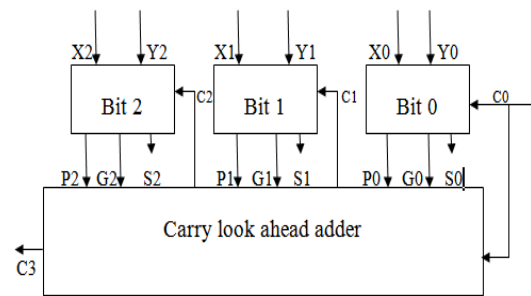 X2 Y2 X1 Y1 X0 Y0
Bit 2 C2 Bit 1 C1 Bit 0 C0
P2 G2 S2 P1 G1 S1 P0 G0 S0
Carry look ahead adder
C3